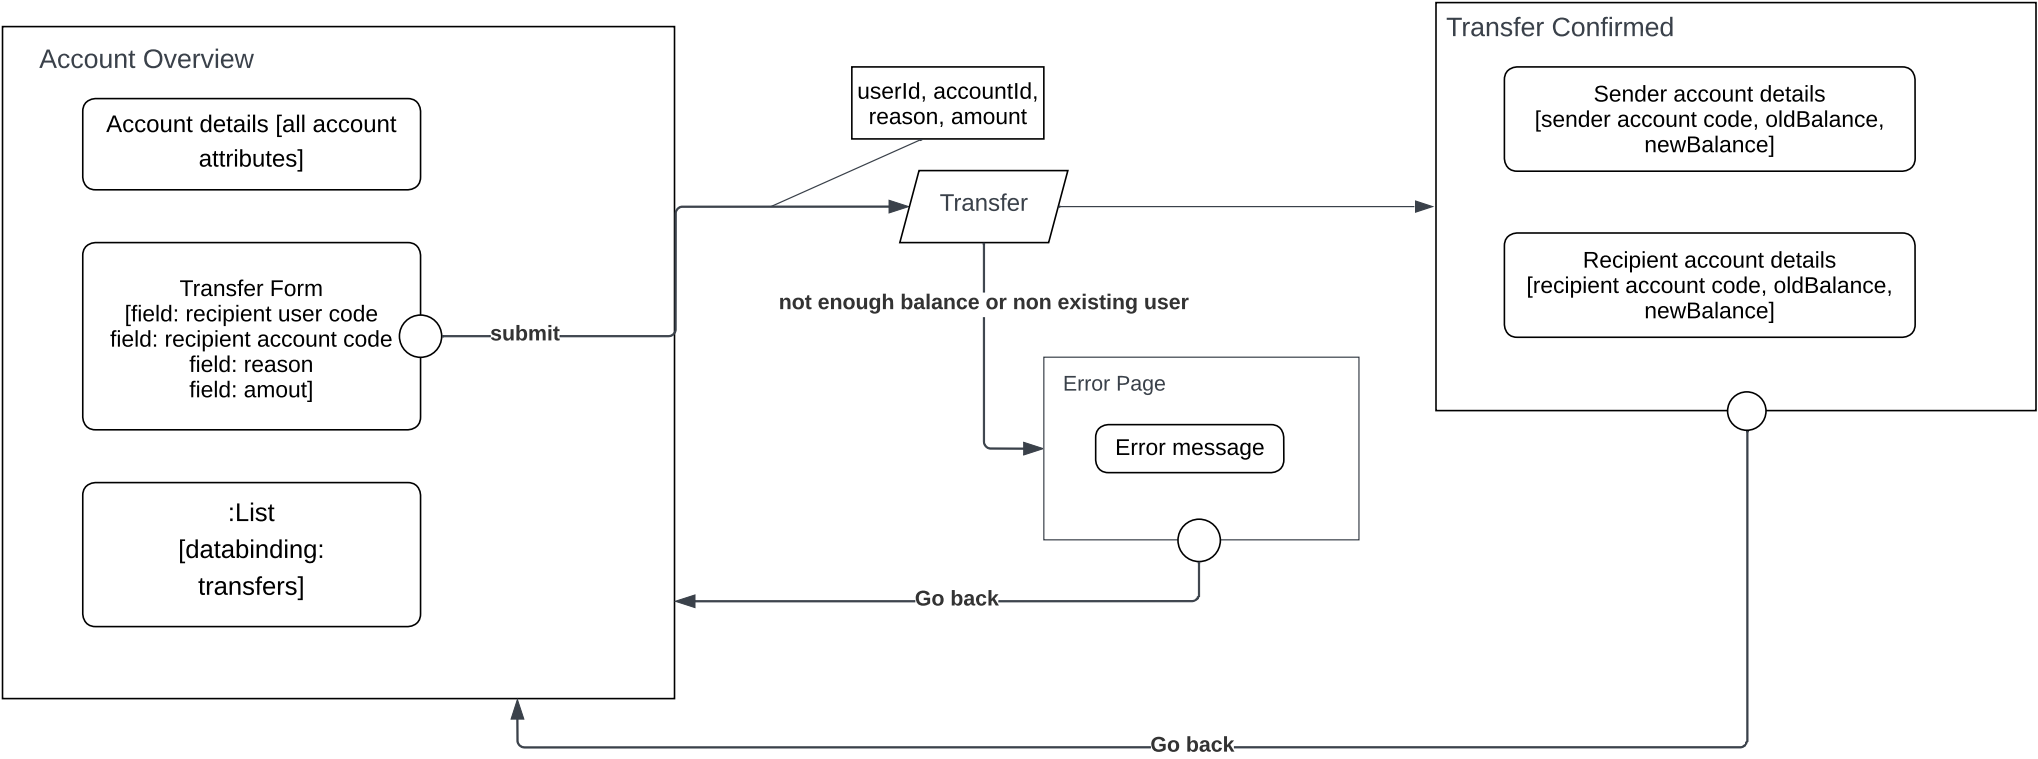 Account Overview
Account details [all account
attributes]
Transfer Form
[field: recipient user code
field: recipient account code
field: reason
field: amout]
submit
:List
[databinding:
transfers]
userId, accountId,
reason, amount
Transfer
not enough balance or non existing user
Error Page
Error message
Go back
Transfer Confirmed
Sender account details
[sender account code, oldBalance,
newBalance]
Recipient account details
[recipient account code, oldBalance,
newBalance]
Go back